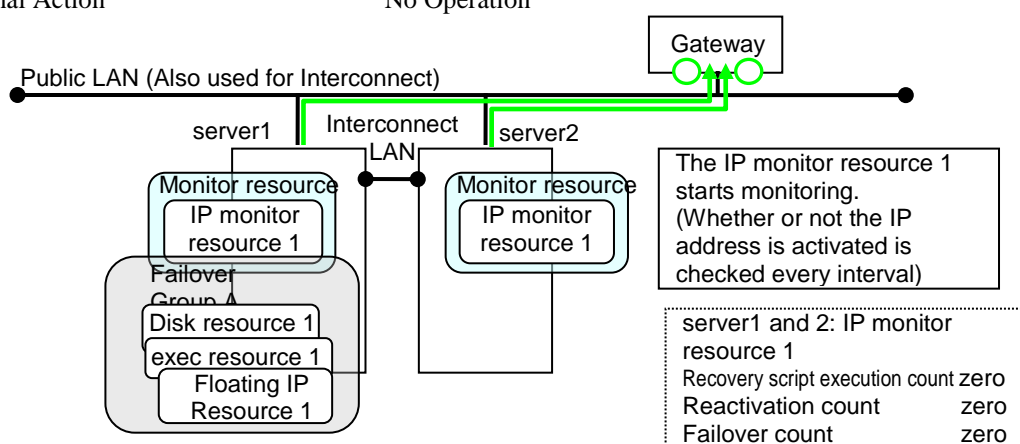 nal Action No Operation
Gateway
Public LAN (Also used for Interconnect)
server1
Interconnect
LAN
server2
Monitor resource
IP monitor
resource 1
Monitor resource
IP monitor
resource 1
The IP monitor resource 1
starts monitoring.
(Whether or not the IP
address is activated is
checked every interval)
Failover
Group A
Disk resource 1
exec resource 1
Floating IP
Resource 1
server1 and 2: IP monitor
resource 1
Recovery script execution count zero
Reactivation count zero
Failover count zero